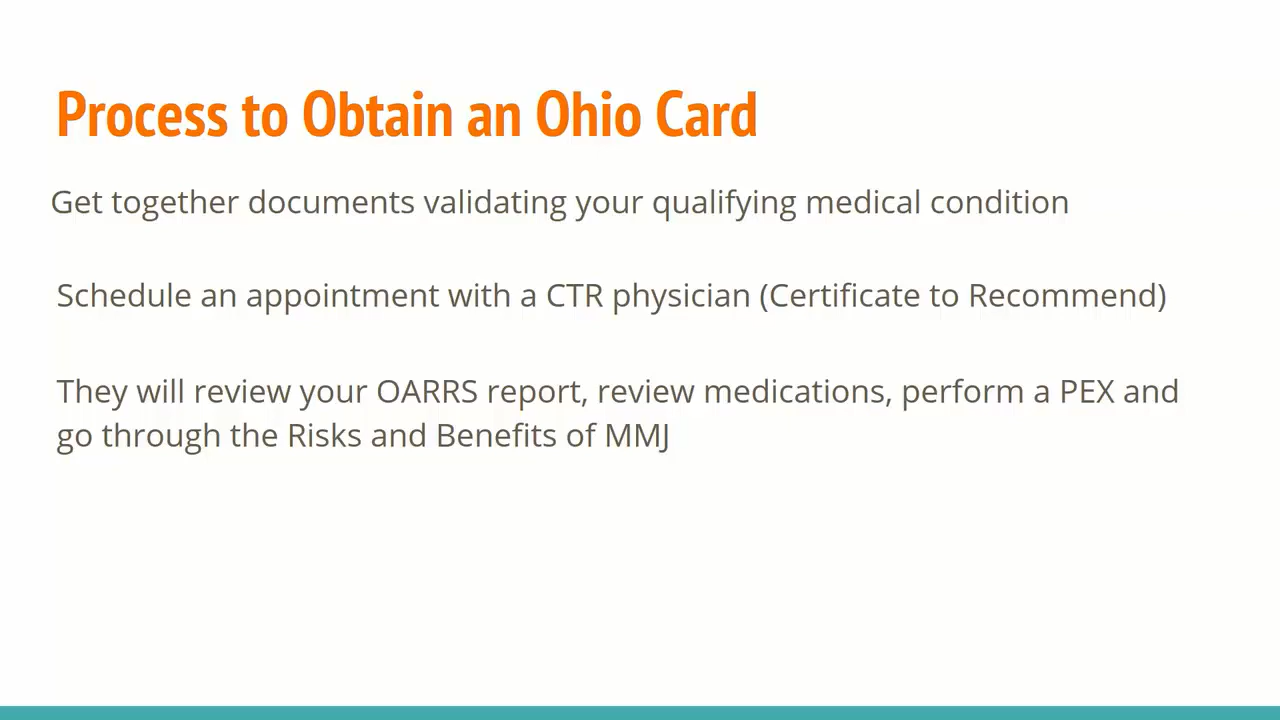 Process to Obtain an Ohio Card
Get together documents validating your qualifying medical condition
Schedule an appointment with a CTR physician (Certificate to Recommend)
They will review your OARRS report, review medications, perform a PEX and
go through the Risks and Benefits of MMJ